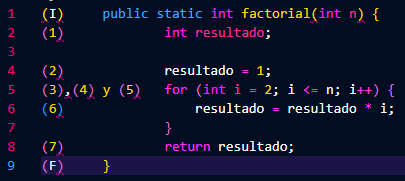 1 (I) public static int factorial(int n) {
2 (1) int resultado;
3
4 (2) resultado = 1;
5 (3),(4) y (5) for (int i = 2; i <= n; i++) {
6 (6) resultado = resultado * i;
7 }
8 (7) return resultado;
9 (F) }